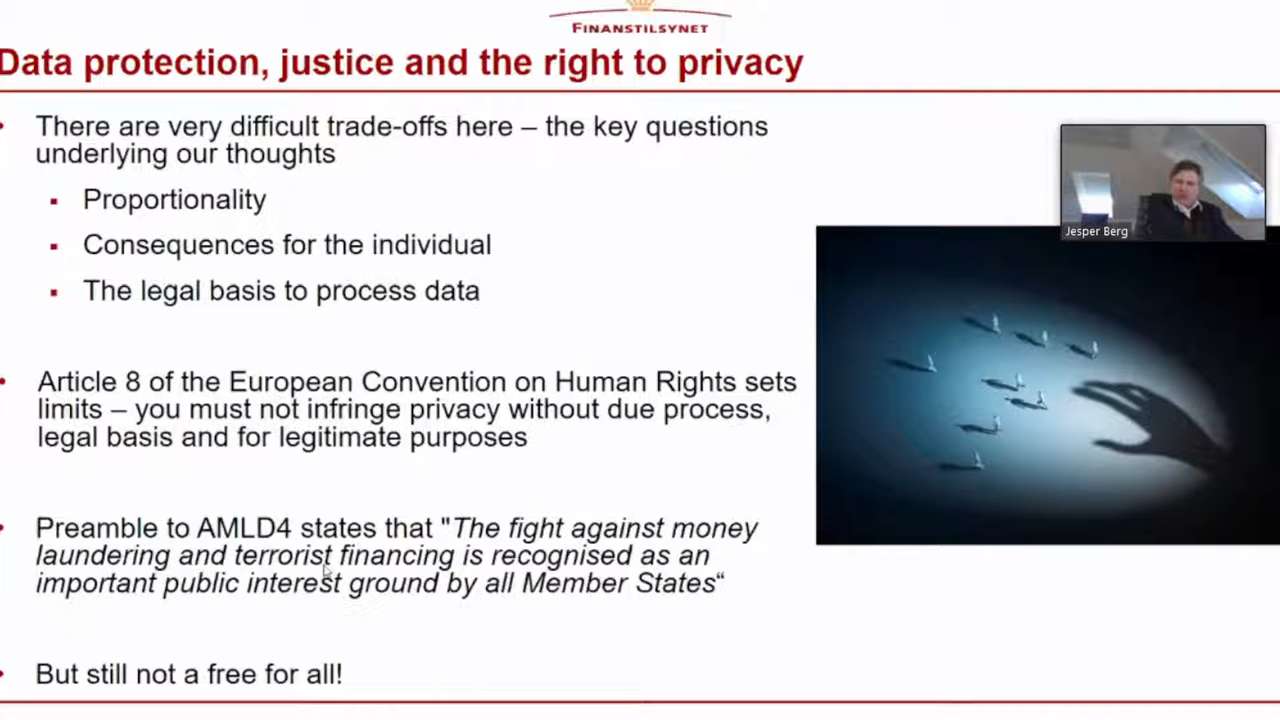 FINANSTILSYNET
Data protection, justice and the right to privacy
• There are very difficult trade-offs here – the key questions
underlying our thoughts
▪ Proportionality
▪ Consequences for the individual
▪ The legal basis to process data
• Article 8 of the European Convention on Human Rights sets
limits – you must not infringe privacy without due process,
legal basis and for legitimate purposes
• Preamble to AMLD4 states that "The fight against money
laundering and terrorist financing is recognised as an
important public interest ground by all Member States“
• But still not a free for all!
Jesper Berg